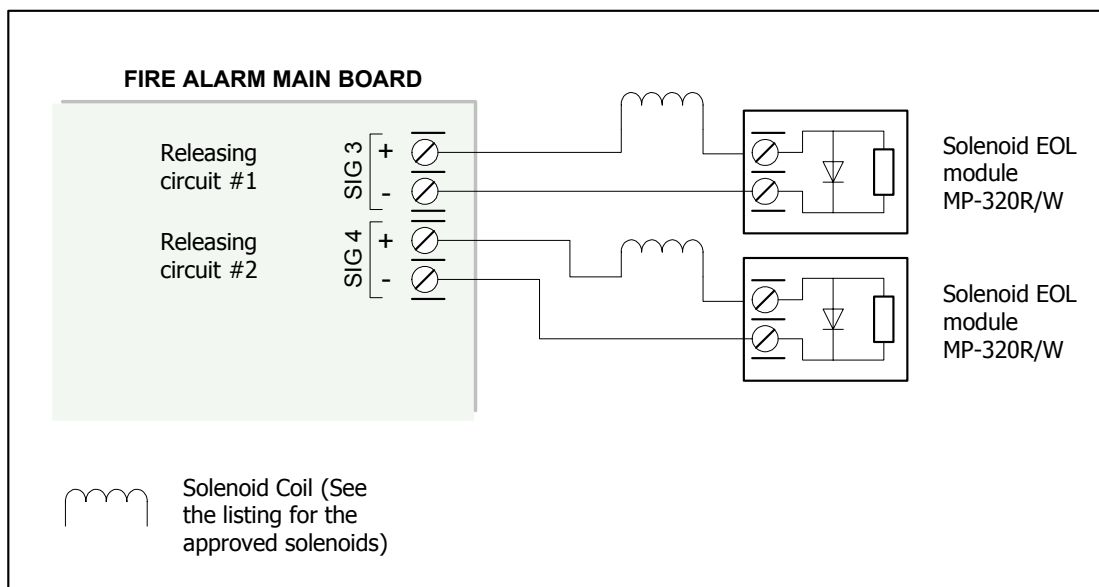 FIRE ALARM MAIN BOARD
Releasing
circuit #1
SIG 3
+
-
Releasing
circuit #2
SIG 4
+
-
Solenoid EOL
module
MP-320R/W
Solenoid EOL
module
MP-320R/W
Solenoid Coil (See
the listing for the
approved solenoids)